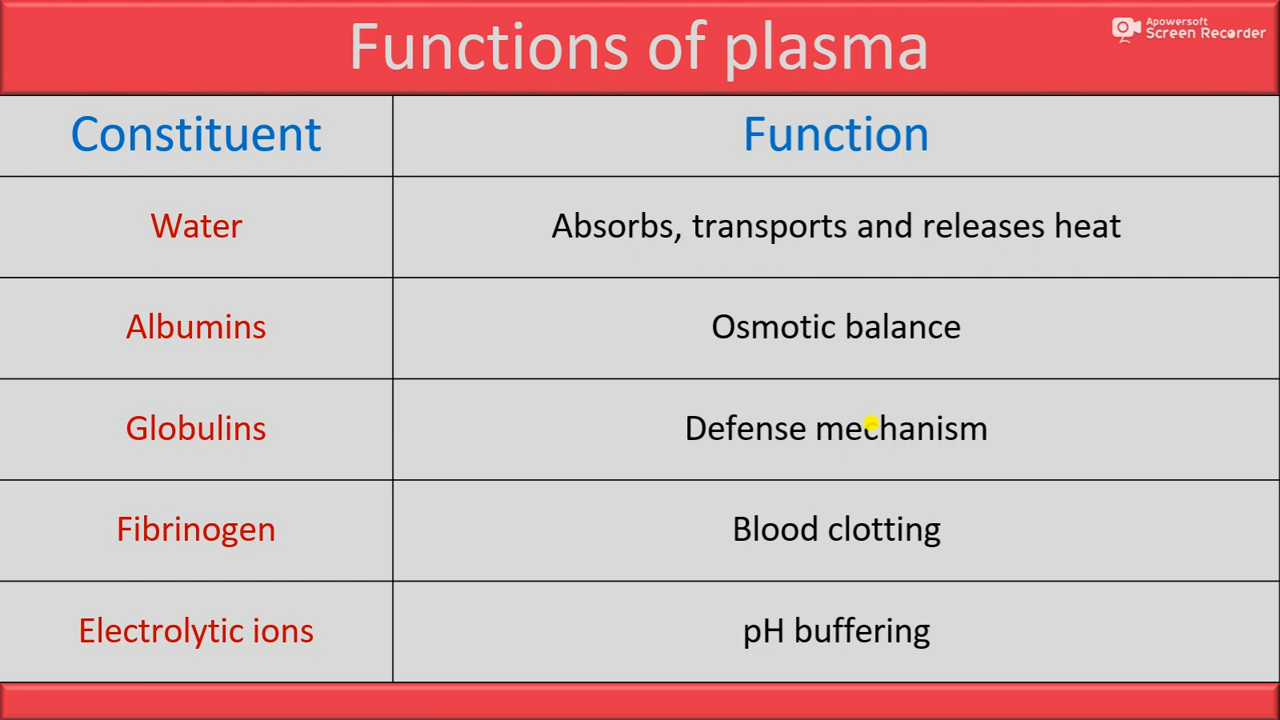 Functions of plasma
Apowersoft
Screen Recorder
Constituent Function
Water Absorbs, transports and releases heat
Albumins Osmotic balance
Globulins Defense mechanism
Fibrinogen Blood clotting
Electrolytic ions pH buffering